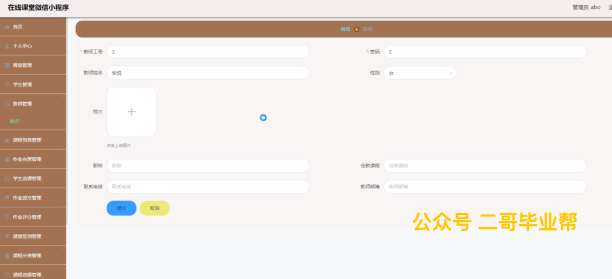 在线课堂微信小程序
管理员 abo
首页
首页
个人中心
班级管理
学生管理
教师管理
教师
课程信息管理
作业布置管理
学生选课管理
作业提交管理
作业评分管理
课堂签到管理
课程分类管理
课程资源管理
*教师工号 2
*密码 2
教师姓名 张悦
性别 女
照片
点击上传照片
职称 职称
任教课程 任教课程
联系电话 联系电话
教师邮箱 教师邮箱
提交 取消
公众号 二哥毕业帮